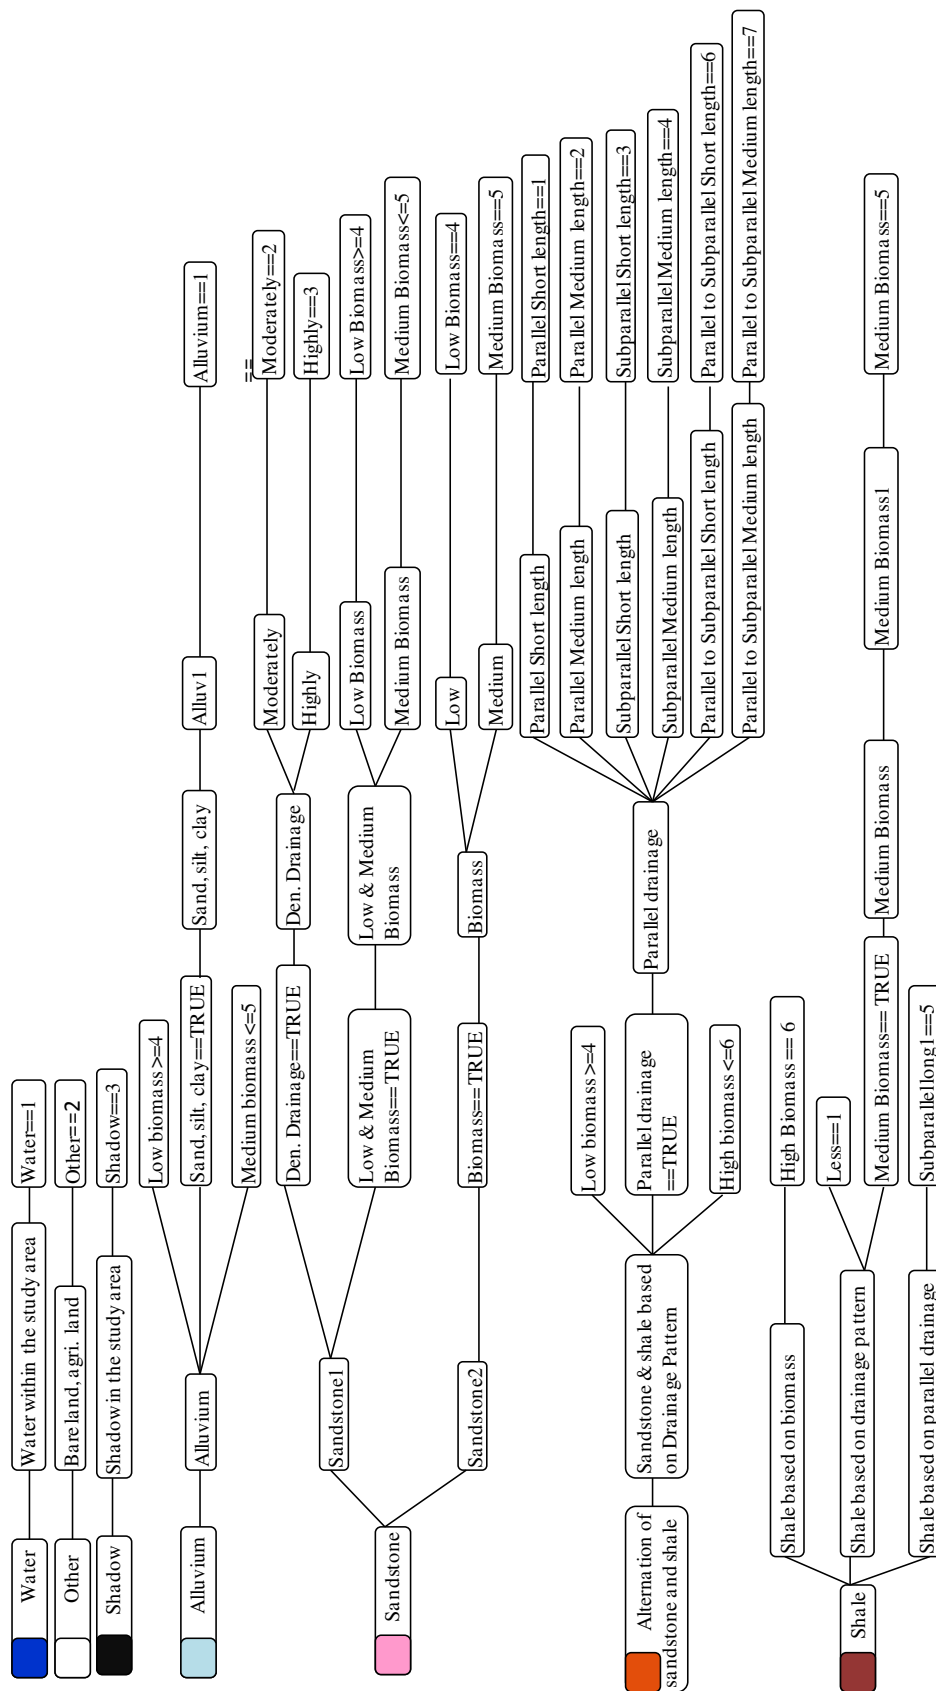 Water
Water within the study area
Water==1
Other
Bare land, agri. land
Other==2
Shadow
Shadow in the study area
Shadow==3
Alluvium
Alluvium
Low biomass >=4
Sand, silt, clay==TRUE
Sand, silt, clay
Alluv1
Alluvium==1
Medium biomass <=5
Sandstone
Sandstone1
Den. Drainage==TRUE
Den. Drainage
Moderately
==
Moderately==2
Highly
Highly==3
Low & Medium
Biomass==TRUE
Low & Medium
Biomass
Low Biomass
Low Biomass>=4
Medium Biomass
Medium Biomass<=5
Sandstone2
Biomass==TRUE
Biomass
Low
Low Biomass==4
Medium
Medium Biomass==5
Alternation of
sandstone and shale
Sandstone & shale based
on Drainage Pattern
Low biomass >=4
Parallel drainage
==TRUE
High biomass <=6
Parallel drainage
Parallel Short length
Parallel Short length==1
Parallel Medium length
Parallel Medium length==2
Subparallel Short length
Subparallel Short length==3
Subparallel Medium length
Subparallel Medium length==4
Parallel to Subparallel Short length
Parallel to Subparallel Short length==6
Parallel to Subparallel Medium length
Parallel to Subparallel Medium length==7
Shale
Shale based on biomass
High Biomass == 6
Shale based on drainage pattern
Less==1
Medium Biomass== TRUE
Medium Biomass
Medium Biomass1
Medium Biomass==5
Shale based on parallel drainage
Subparallel long1==5